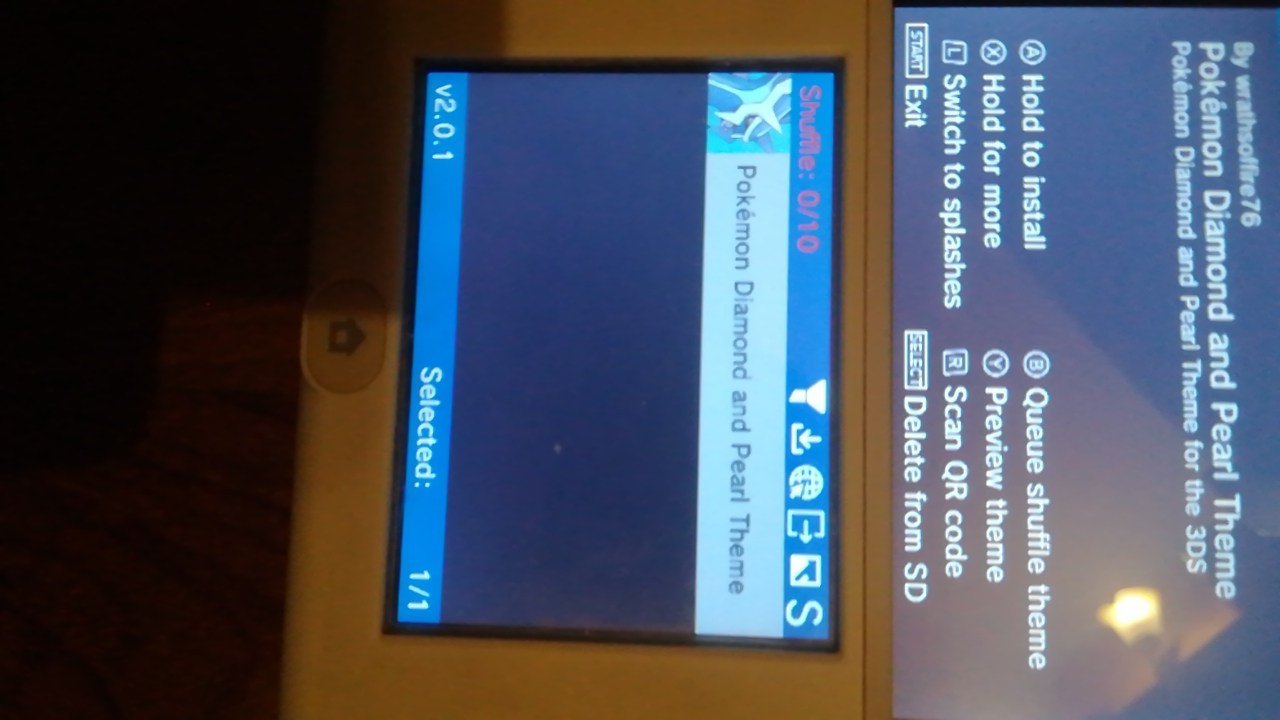 By wrathsoffire76
Pokémon Diamond and Pearl Theme
Pokémon Diamond and Pearl Theme for the 3DS
Ⓐ Hold to install Ⓑ Queue shuffle theme
Ⓧ Hold for more Ⓨ Preview theme
L Switch to splashes R Scan QR code
START Exit SELECT Delete from SD
Shuffle: 0/10 S
Pokémon Diamond and Pearl Theme
v2.0.1 Selected: 1/1